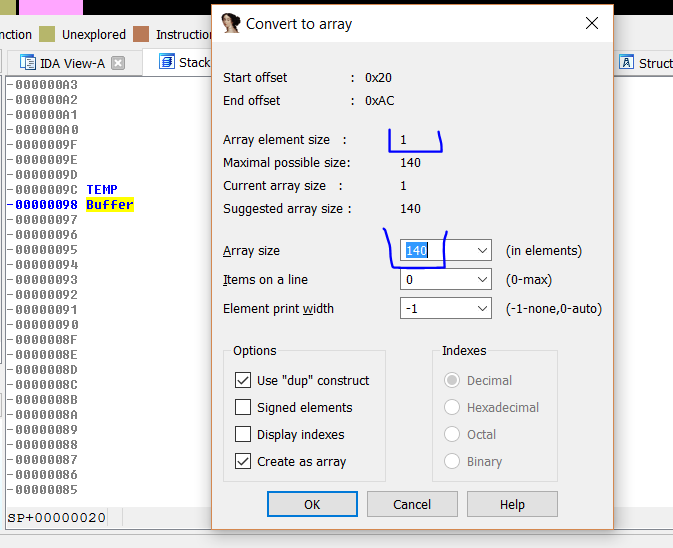 Convert to array
nction Unexplored Instruction
IDA View-A Stack Struct
-000000A3
-000000A2
-000000A1
-000000A0
-0000009F
-0000009E
-0000009D
-0000009C TEMP
-00000098 Buffer
-00000097
-00000096
-00000095
-00000094
-00000093
-00000092
-00000091
-00000090
-0000008F
-0000008E
-0000008D
-0000008C
-0000008B
-0000008A
-00000089
-00000088
-00000087
-00000086
-00000085
SP+00000020
Start offset : 0x20
End offset : 0xAC
Array element size : 1
Maximal possible size: 140
Current array size : 1
Suggested array size : 140
Array size 140 (in elements)
Items on a line 0 (0-max)
Element print width -1 (-1-none,0-auto)
Options
Use "dup" construct
Signed elements
Display indexes
Create as array
Indexes
Decimal
Hexadecimal
Octal
Binary
OK Cancel Help